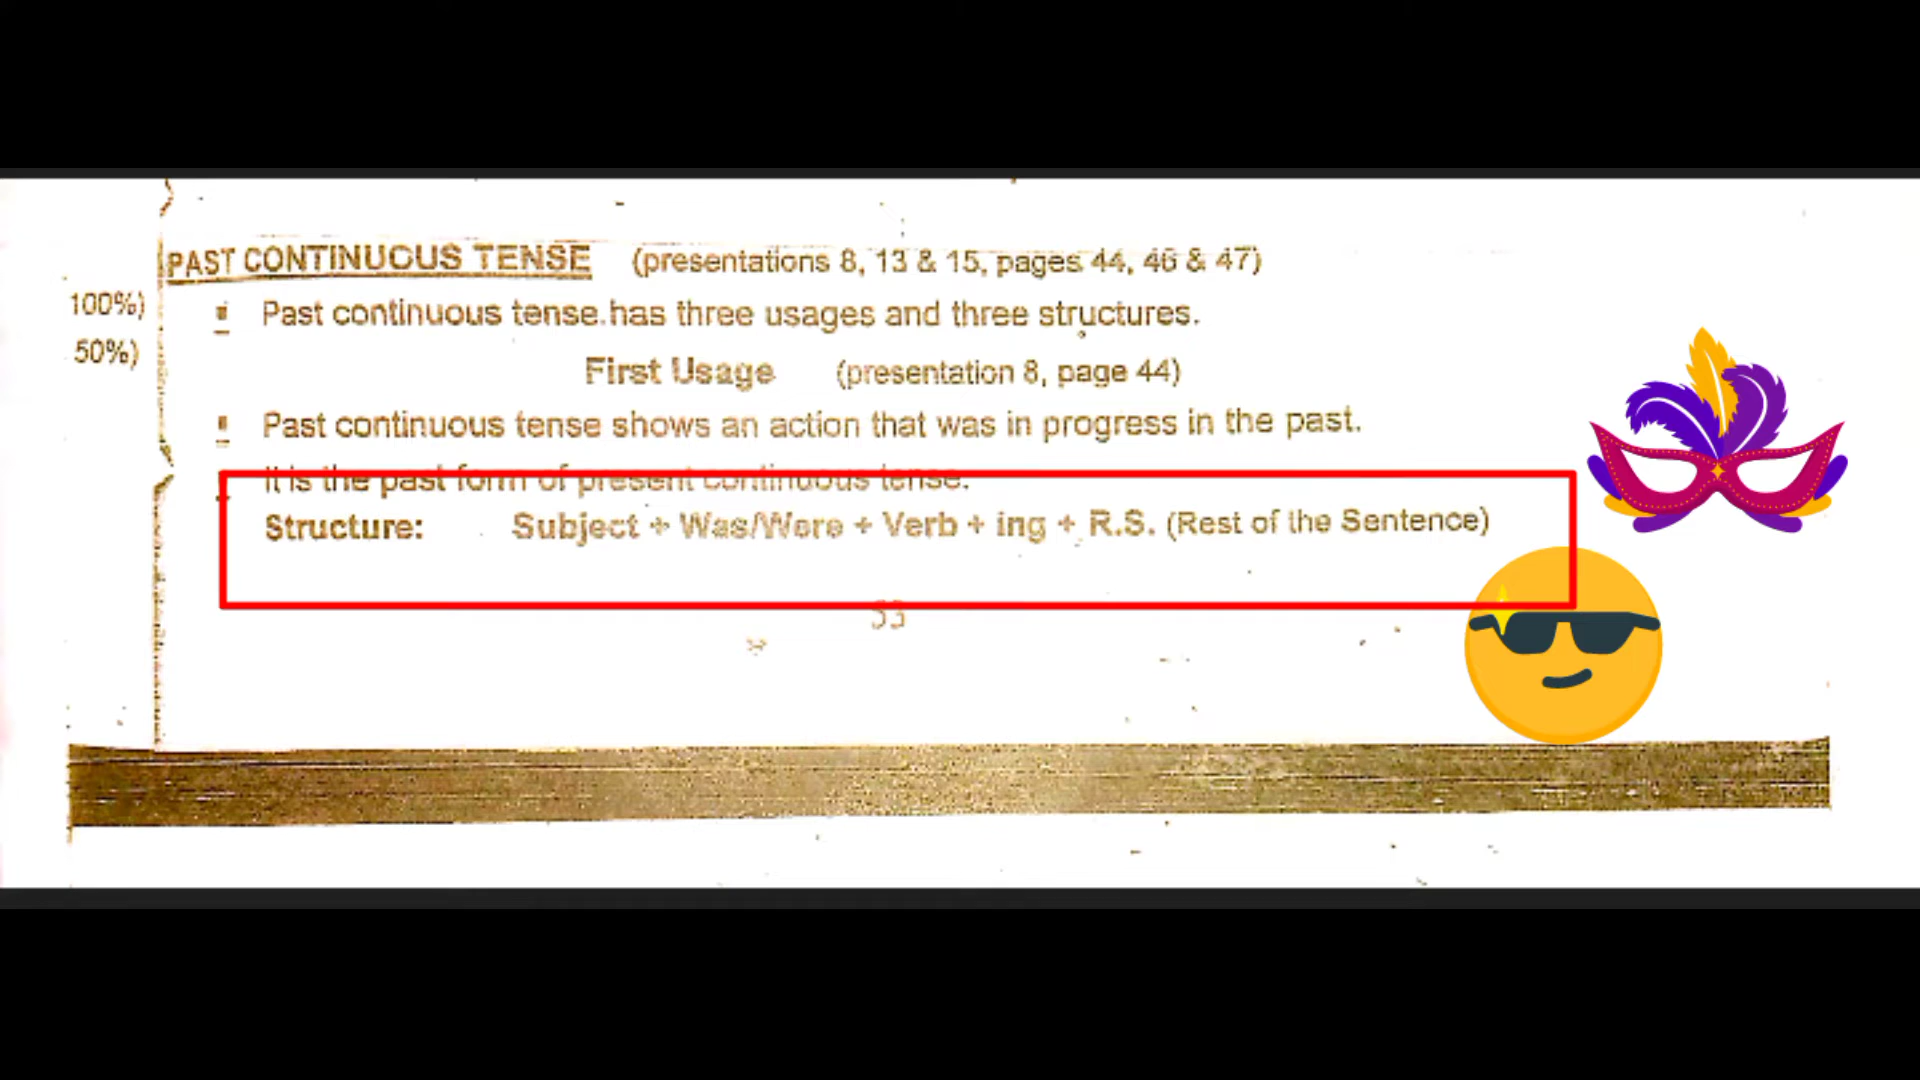 PAST CONTINUOUS TENSE (presentations 8, 13 & 15, pages 44, 46 & 47)
100%)
Past continuous tense has three usages and three structures.
50%)
First Usage (presentation 8, page 44)
Past continuous tense shows an action that was in progress in the past.
It is the past form of present continuous tense.
Structure: Subject + Was/Were + Verb + ing + R.S. (Rest of the Sentence)
53